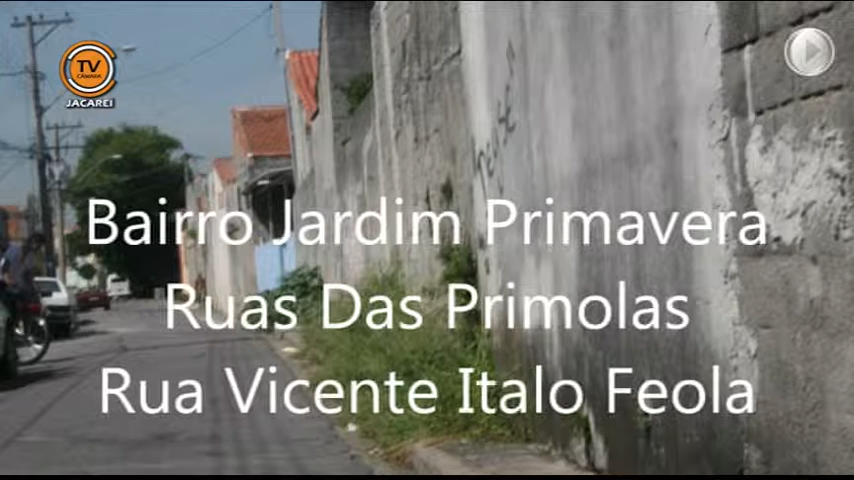 TV
CÂMARA
JACAREÍ
Bairro Jardim Primavera
Ruas Das Primolas
Rua Vicente Italo Feola